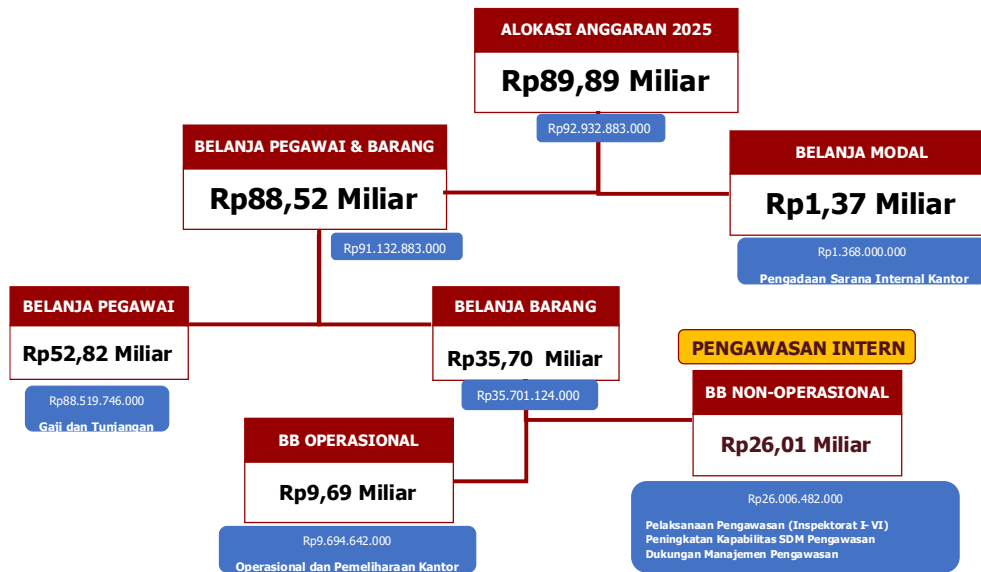 ALOKASI ANGGARAN 2025
Rp89,89 Miliar
Rp92.932.883.000
BELANJA PEGAWAI & BARANG
Rp88,52 Miliar
Rp91.132.883.000
BELANJA MODAL
Rp1,37 Miliar
Rp1.368.000.000
Pengadaan Sarana Internal Kantor
BELANJA PEGAWAI
Rp52,82 Miliar
Rp88.519.746.000
Gaji dan Tunjangan
BELANJA BARANG
Rp35,70 Miliar
Rp35.701.124.000
PENGAWASAN INTERN
BB NON-OPERASIONAL
Rp26,01 Miliar
Rp26.006.482.000
Pelaksanaan Pengawasan (Inspektorat I-VI)
Peningkatan Kapabilitas SDM Pengawasan
Dukungan Manajemen Pengawasan
BB OPERASIONAL
Rp9,69 Miliar
Rp9.694.642.000
Operasional dan Pemeliharaan Kantor